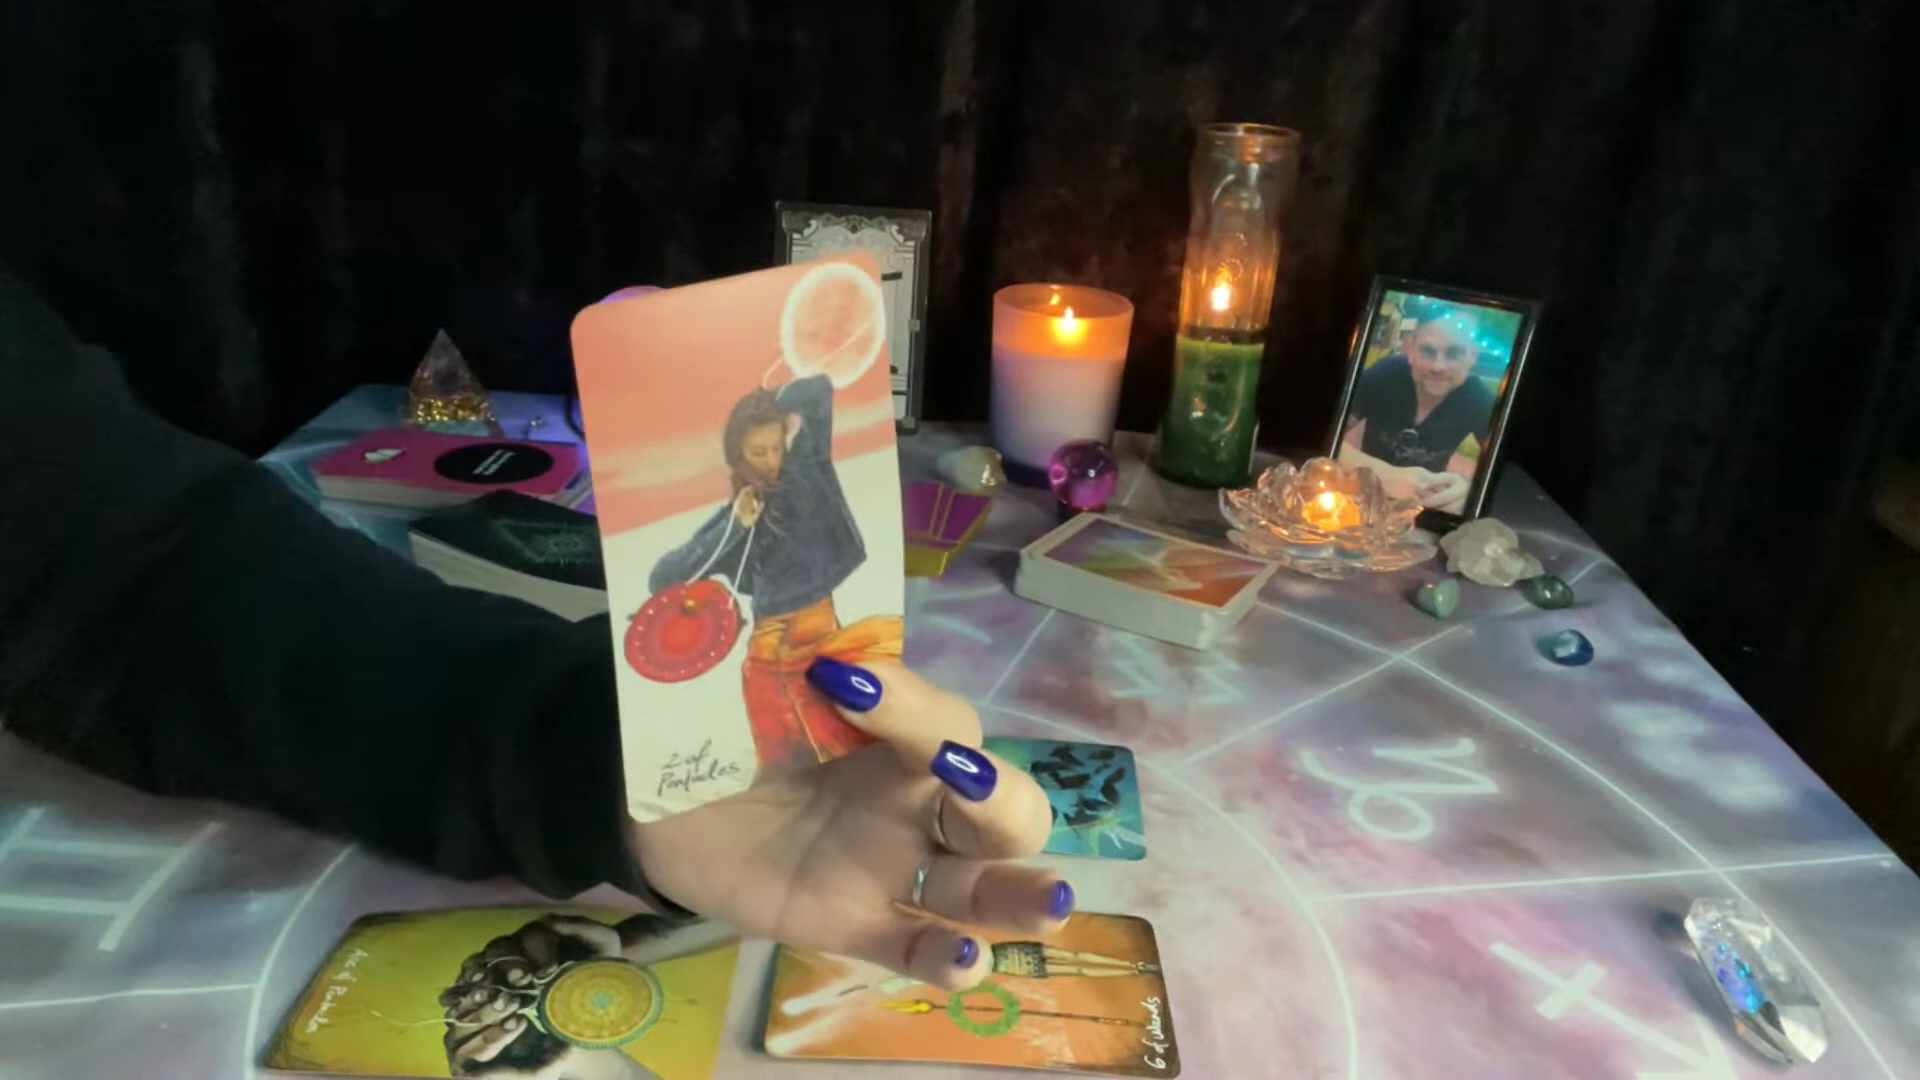 2 of
Pentacles
Ace of Pentacles
6 of wands